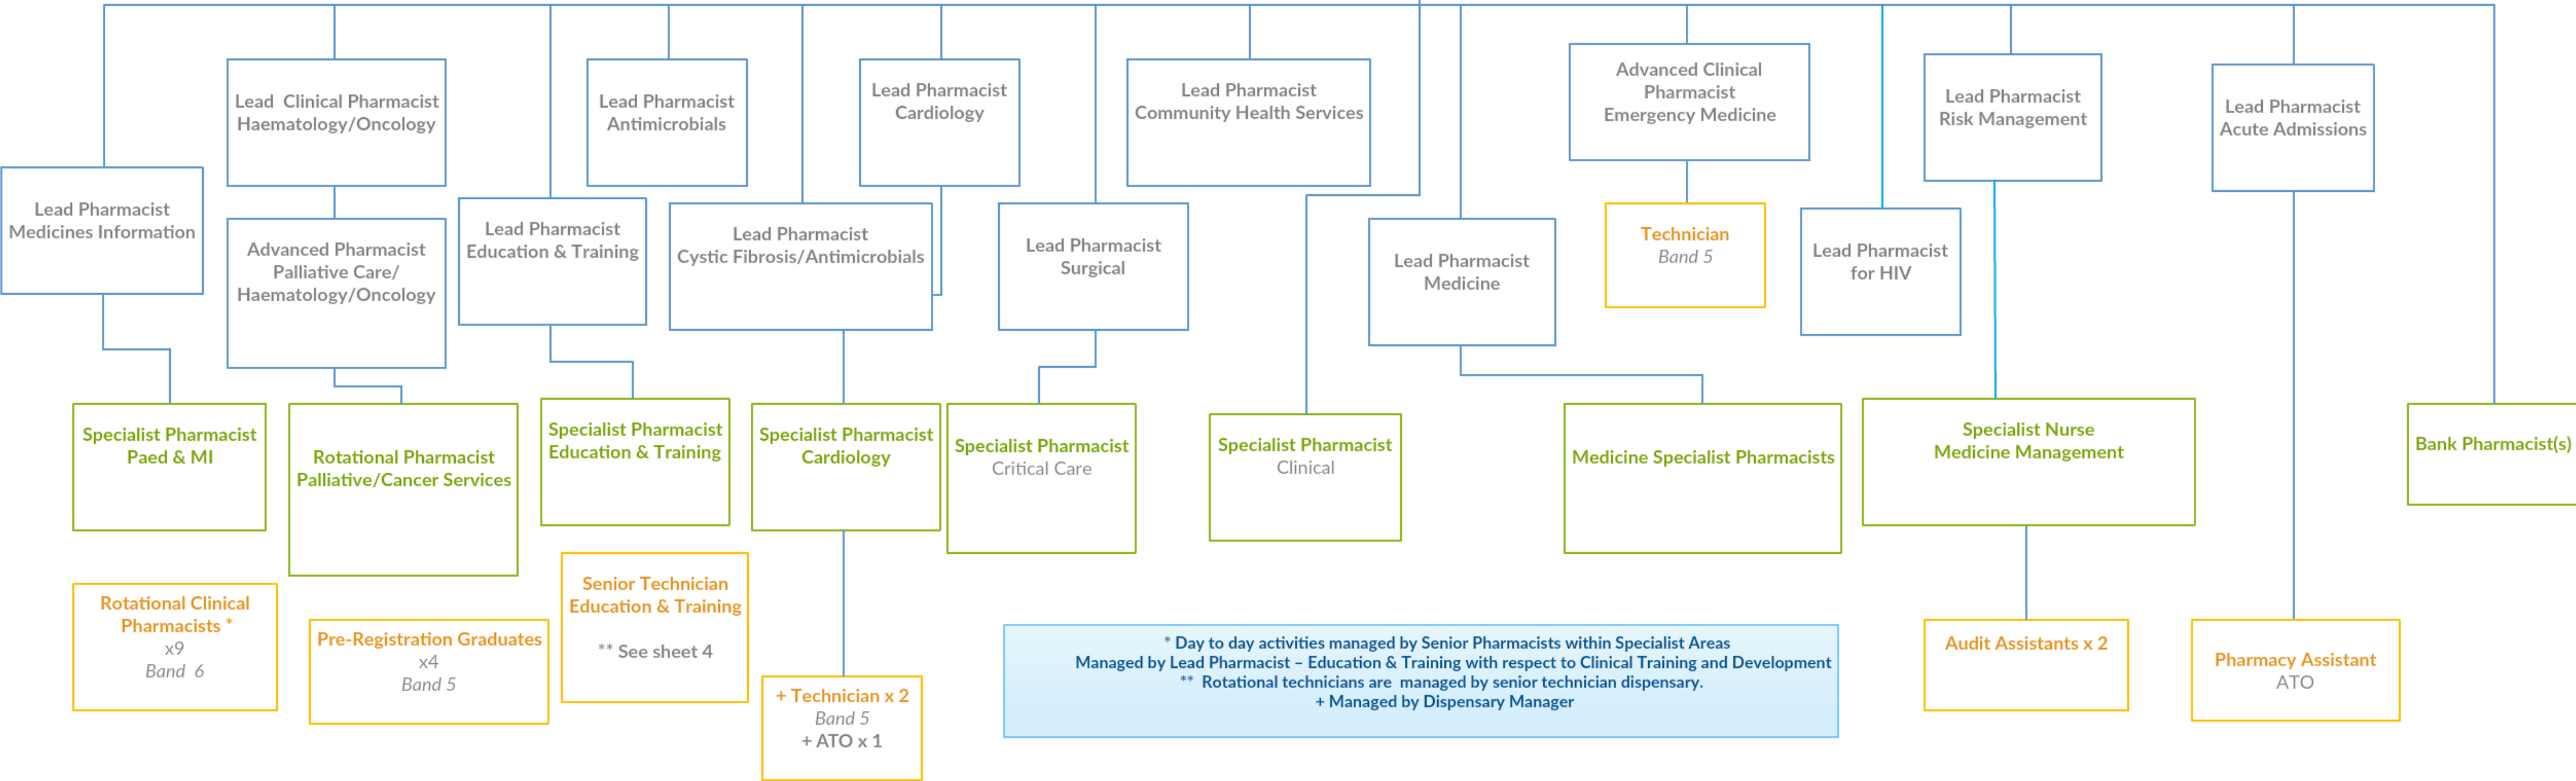 Lead Pharmacist
Medicines Information
Lead  Clinical Pharmacist
Haematology/Oncology
Advanced Pharmacist
Palliative Care/
Haematology/Oncology
Lead Pharmacist
Education & Training
Lead Pharmacist
Antimicrobials
Lead Pharmacist
Cystic Fibrosis/Antimicrobials
Lead Pharmacist
Cardiology
Lead Pharmacist
Surgical
Lead Pharmacist
Community Health Services
Lead Pharmacist
Medicine
Advanced Clinical
Pharmacist
Emergency Medicine
Technician
Band 5
Lead Pharmacist
for HIV
Lead Pharmacist
Risk Management
Lead Pharmacist
Acute Admissions
Specialist Pharmacist
Paed & MI
Rotational Pharmacist
Palliative/Cancer Services
Specialist Pharmacist
Education & Training
Specialist Pharmacist
Cardiology
Specialist Pharmacist
Critical Care
Specialist Pharmacist
Clinical
Medicine Specialist Pharmacists
Specialist Nurse
Medicine Management
Bank Pharmacist(s)
Rotational Clinical
Pharmacists *
x9
Band  6
Pre-Registration Graduates
x4
Band 5
Senior Technician
Education & Training
** See sheet 4
+ Technician x 2
Band 5
+ ATO x 1
* Day to day activities managed by Senior Pharmacists within Specialist Areas
Managed by Lead Pharmacist – Education & Training with respect to Clinical Training and Development
**  Rotational technicians are  managed by senior technician dispensary.
+ Managed by Dispensary Manager
Audit Assistants x 2
Pharmacy Assistant
ATO